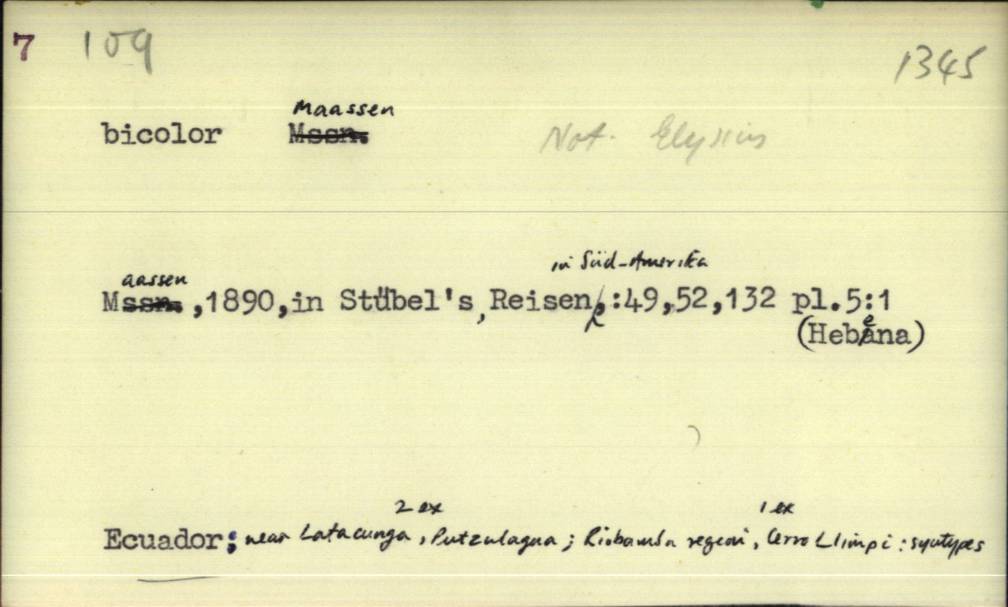 7 109
1345
Maassen
bicolor Mssn. Not. Elysius
aassen in Süd-Amerika
Mssn.,1890,in Stübel's,Reisen,:49,52,132 pl.5:1
(Hebena)
2 ex 1 ex
Ecuador; near Latacunga, Putzulagua; Riobamba region, Cerro Llimpi: syntypes